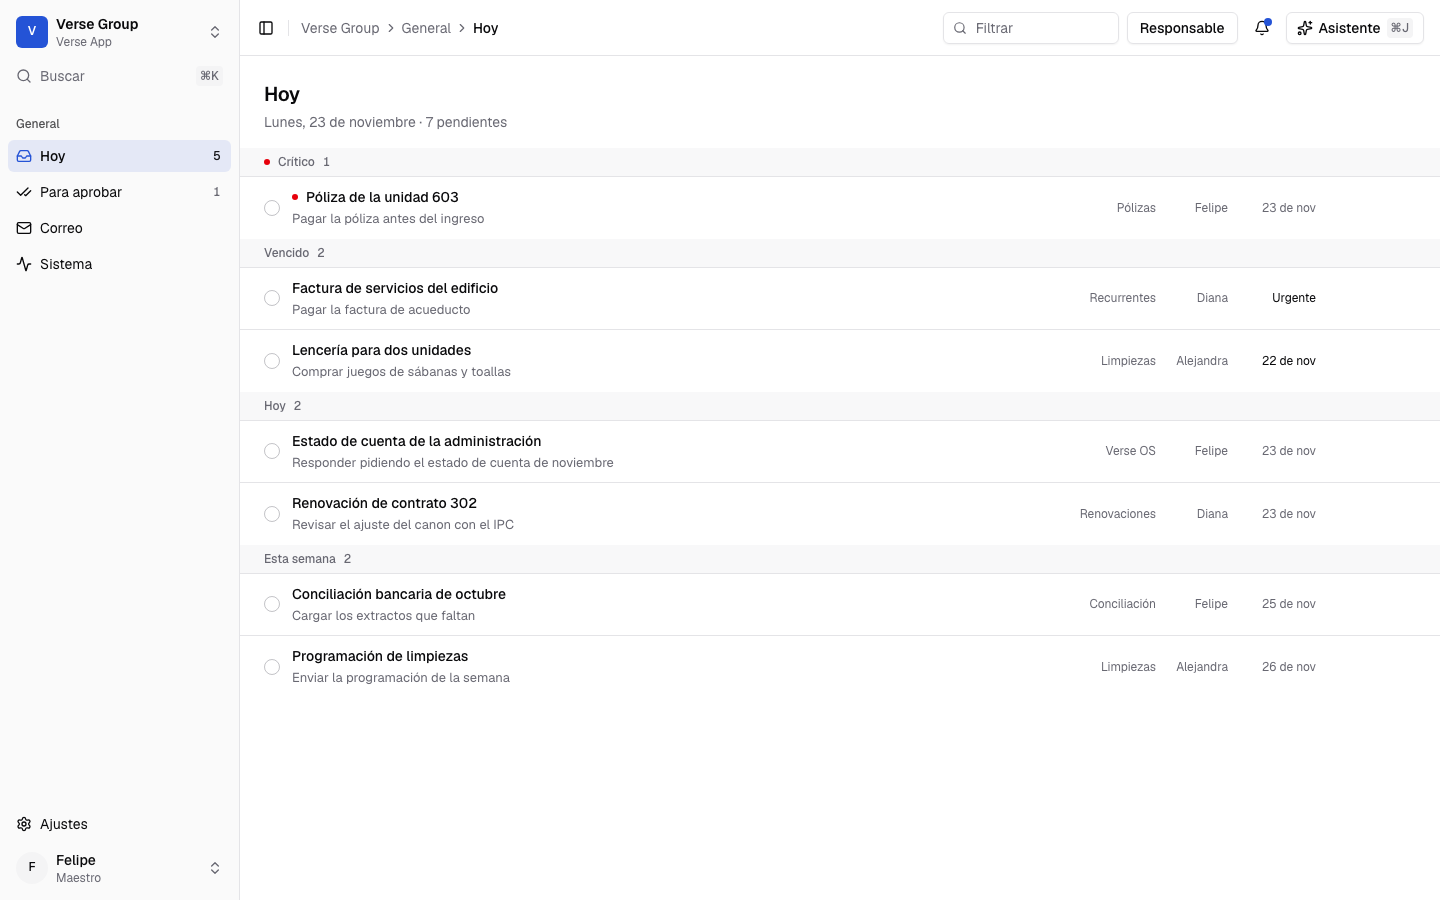 V
Verse Group
Verse App
Buscar
⌘K
General
Hoy
5
Para aprobar
1
Correo
Sistema
Ajustes
F
Felipe
Maestro
Verse Group > General > Hoy
Filtrar
Responsable
Asistente ⌘J
Hoy
Lunes, 23 de noviembre · 7 pendientes
Crítico 1
Póliza de la unidad 603
Pagar la póliza antes del ingreso
Pólizas Felipe 23 de nov
Vencido 2
Factura de servicios del edificio
Pagar la factura de acueducto
Recurrentes Diana Urgente
Lencería para dos unidades
Comprar juegos de sábanas y toallas
Limpiezas Alejandra 22 de nov
Hoy 2
Estado de cuenta de la administración
Responder pidiendo el estado de cuenta de noviembre
Verse OS Felipe 23 de nov
Renovación de contrato 302
Revisar el ajuste del canon con el IPC
Renovaciones Diana 23 de nov
Esta semana 2
Conciliación bancaria de octubre
Cargar los extractos que faltan
Conciliación Felipe 25 de nov
Programación de limpiezas
Enviar la programación de la semana
Limpiezas Alejandra 26 de nov